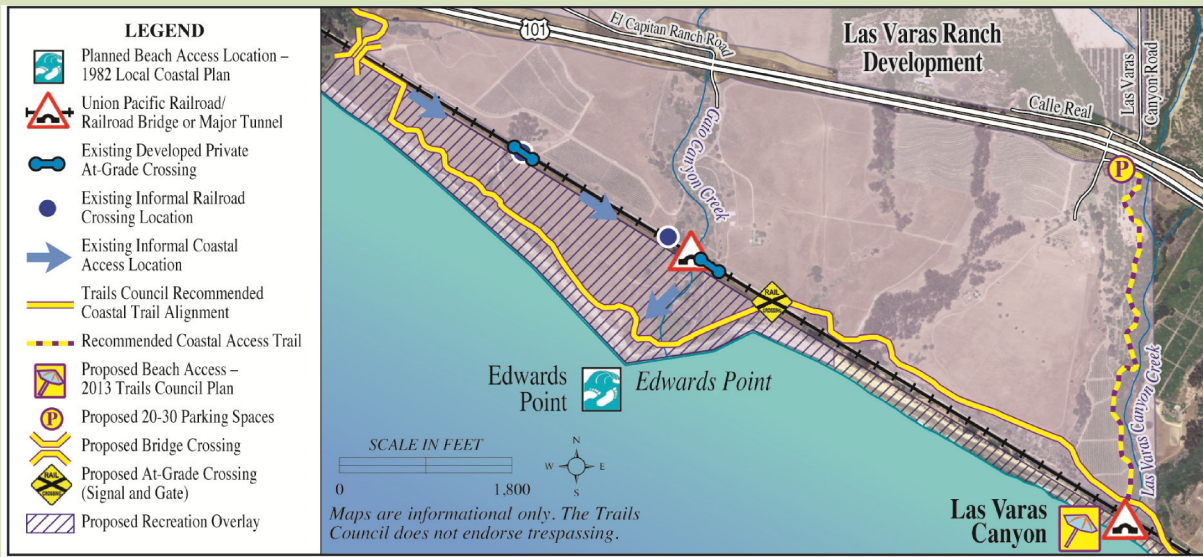 LEGEND
Planned Beach Access Location –
1982 Local Coastal Plan
Union Pacific Railroad/
Railroad Bridge or Major Tunnel
Existing Developed Private
At-Grade Crossing
Existing Informal Railroad
Crossing Location
Existing Informal Coastal
Access Location
Trails Council Recommended
Coastal Trail Alignment
Recommended Coastal Access Trail
Proposed Beach Access –
2013 Trails Council Plan
P
Proposed 20-30 Parking Spaces
Proposed Bridge Crossing
RAIL
CROSSING
Proposed At-Grade Crossing
(Signal and Gate)
Proposed Recreation Overlay
El Capitan Ranch Road
101
Las Varas Ranch
Development
Las Varas
Canyon Road
Calle Real
P
Gato Canyon Creek
RAIL
CROSSING
Las Varas Canyon Creek
Edwards
Point
Edwards Point
SCALE IN FEET
0
1,800
N
W
E
S
Maps are informational only. The Trails
Council does not endorse trespassing.
Las Varas
Canyon